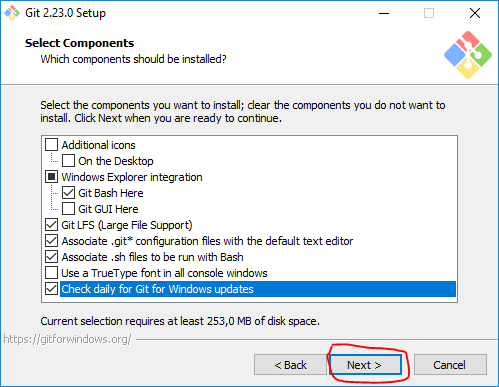 Git 2.23.0 Setup
Select Components
Which components should be installed?
Select the components you want to install; clear the components you do not want to
install. Click Next when you are ready to continue.
Additional icons
On the Desktop
Windows Explorer integration
Git Bash Here
Git GUI Here
Git LFS (Large File Support)
Associate .git* configuration files with the default text editor
Associate .sh files to be run with Bash
Use a TrueType font in all console windows
Check daily for Git for Windows updates
Current selection requires at least 253,0 MB of disk space.
https://gitforwindows.org/
< Back
Next >
Cancel